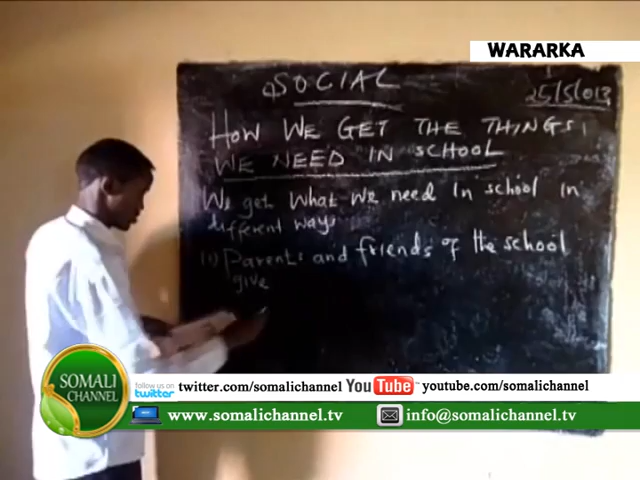 WARARKA
SOCIAL
25/5/013
HOW WE GET THE THINGS
WE NEED IN SCHOOL
We get what we need In school in
different ways
Parents and friends of the school
give
SOMALI
CHANNEL
follow us on
twitter
twitter.com/somalichannel
YouTube
youtube.com/somalichannel
www.somalichannel.tv
info@somalichannel.tv